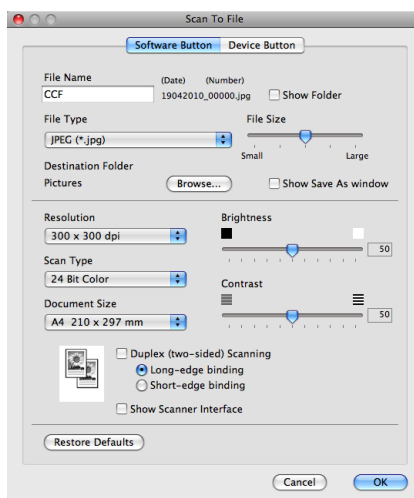 Scan To File
Software Button Device Button
File Name (Date) (Number)
CCF 19042010_00000.jpg Show Folder
File Type File Size
JPEG (*.jpg)
Small Large
Destination Folder
Pictures Browse... Show Save As window
Resolution Brightness
300 x 300 dpi 50
Scan Type
24 Bit Color Contrast
Document Size 50
A4 210 x 297 mm
Duplex (two-sided) Scanning
Long-edge binding
Short-edge binding
Show Scanner Interface
Restore Defaults
Cancel OK